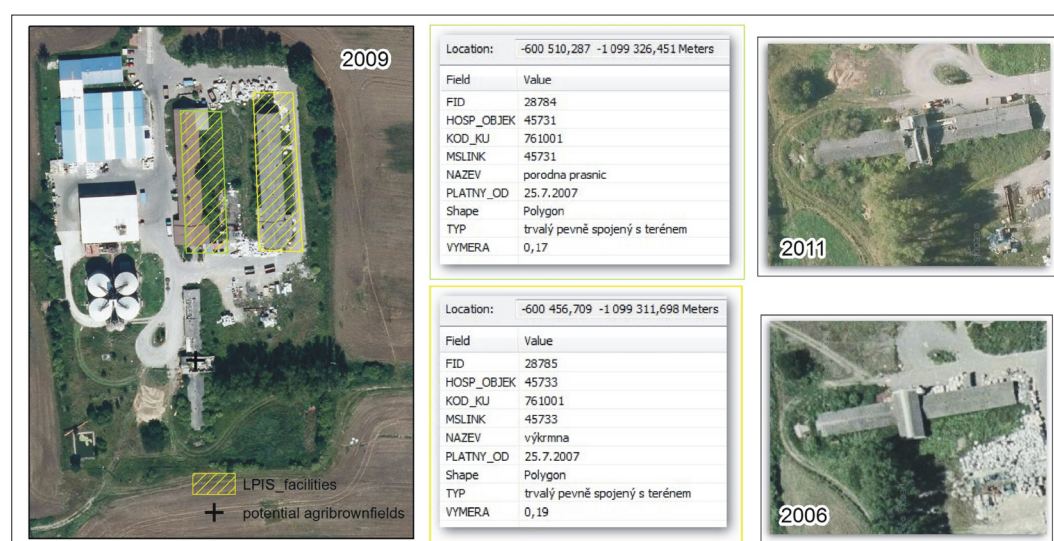 2009
LPIS_facilities
potential agribrownfields
Location: -600 510,287 -1 099 326,451 Meters
Field Value
FID 28784
HOSP_OBJEK 45731
KOD_KU 761001
MSLINK 45731
NAZEV porodna prasnic
PLATNY_OD 25.7.2007
Shape Polygon
TYP trvalý pevně spojený s terénem
VYMERA 0,17
Location: -600 456,709 -1 099 311,698 Meters
Field Value
FID 28785
HOSP_OBJEK 45733
KOD_KU 761001
MSLINK 45733
NAZEV výkrmna
PLATNY_OD 25.7.2007
Shape Polygon
TYP trvalý pevně spojený s terénem
VYMERA 0,19
2011
2006